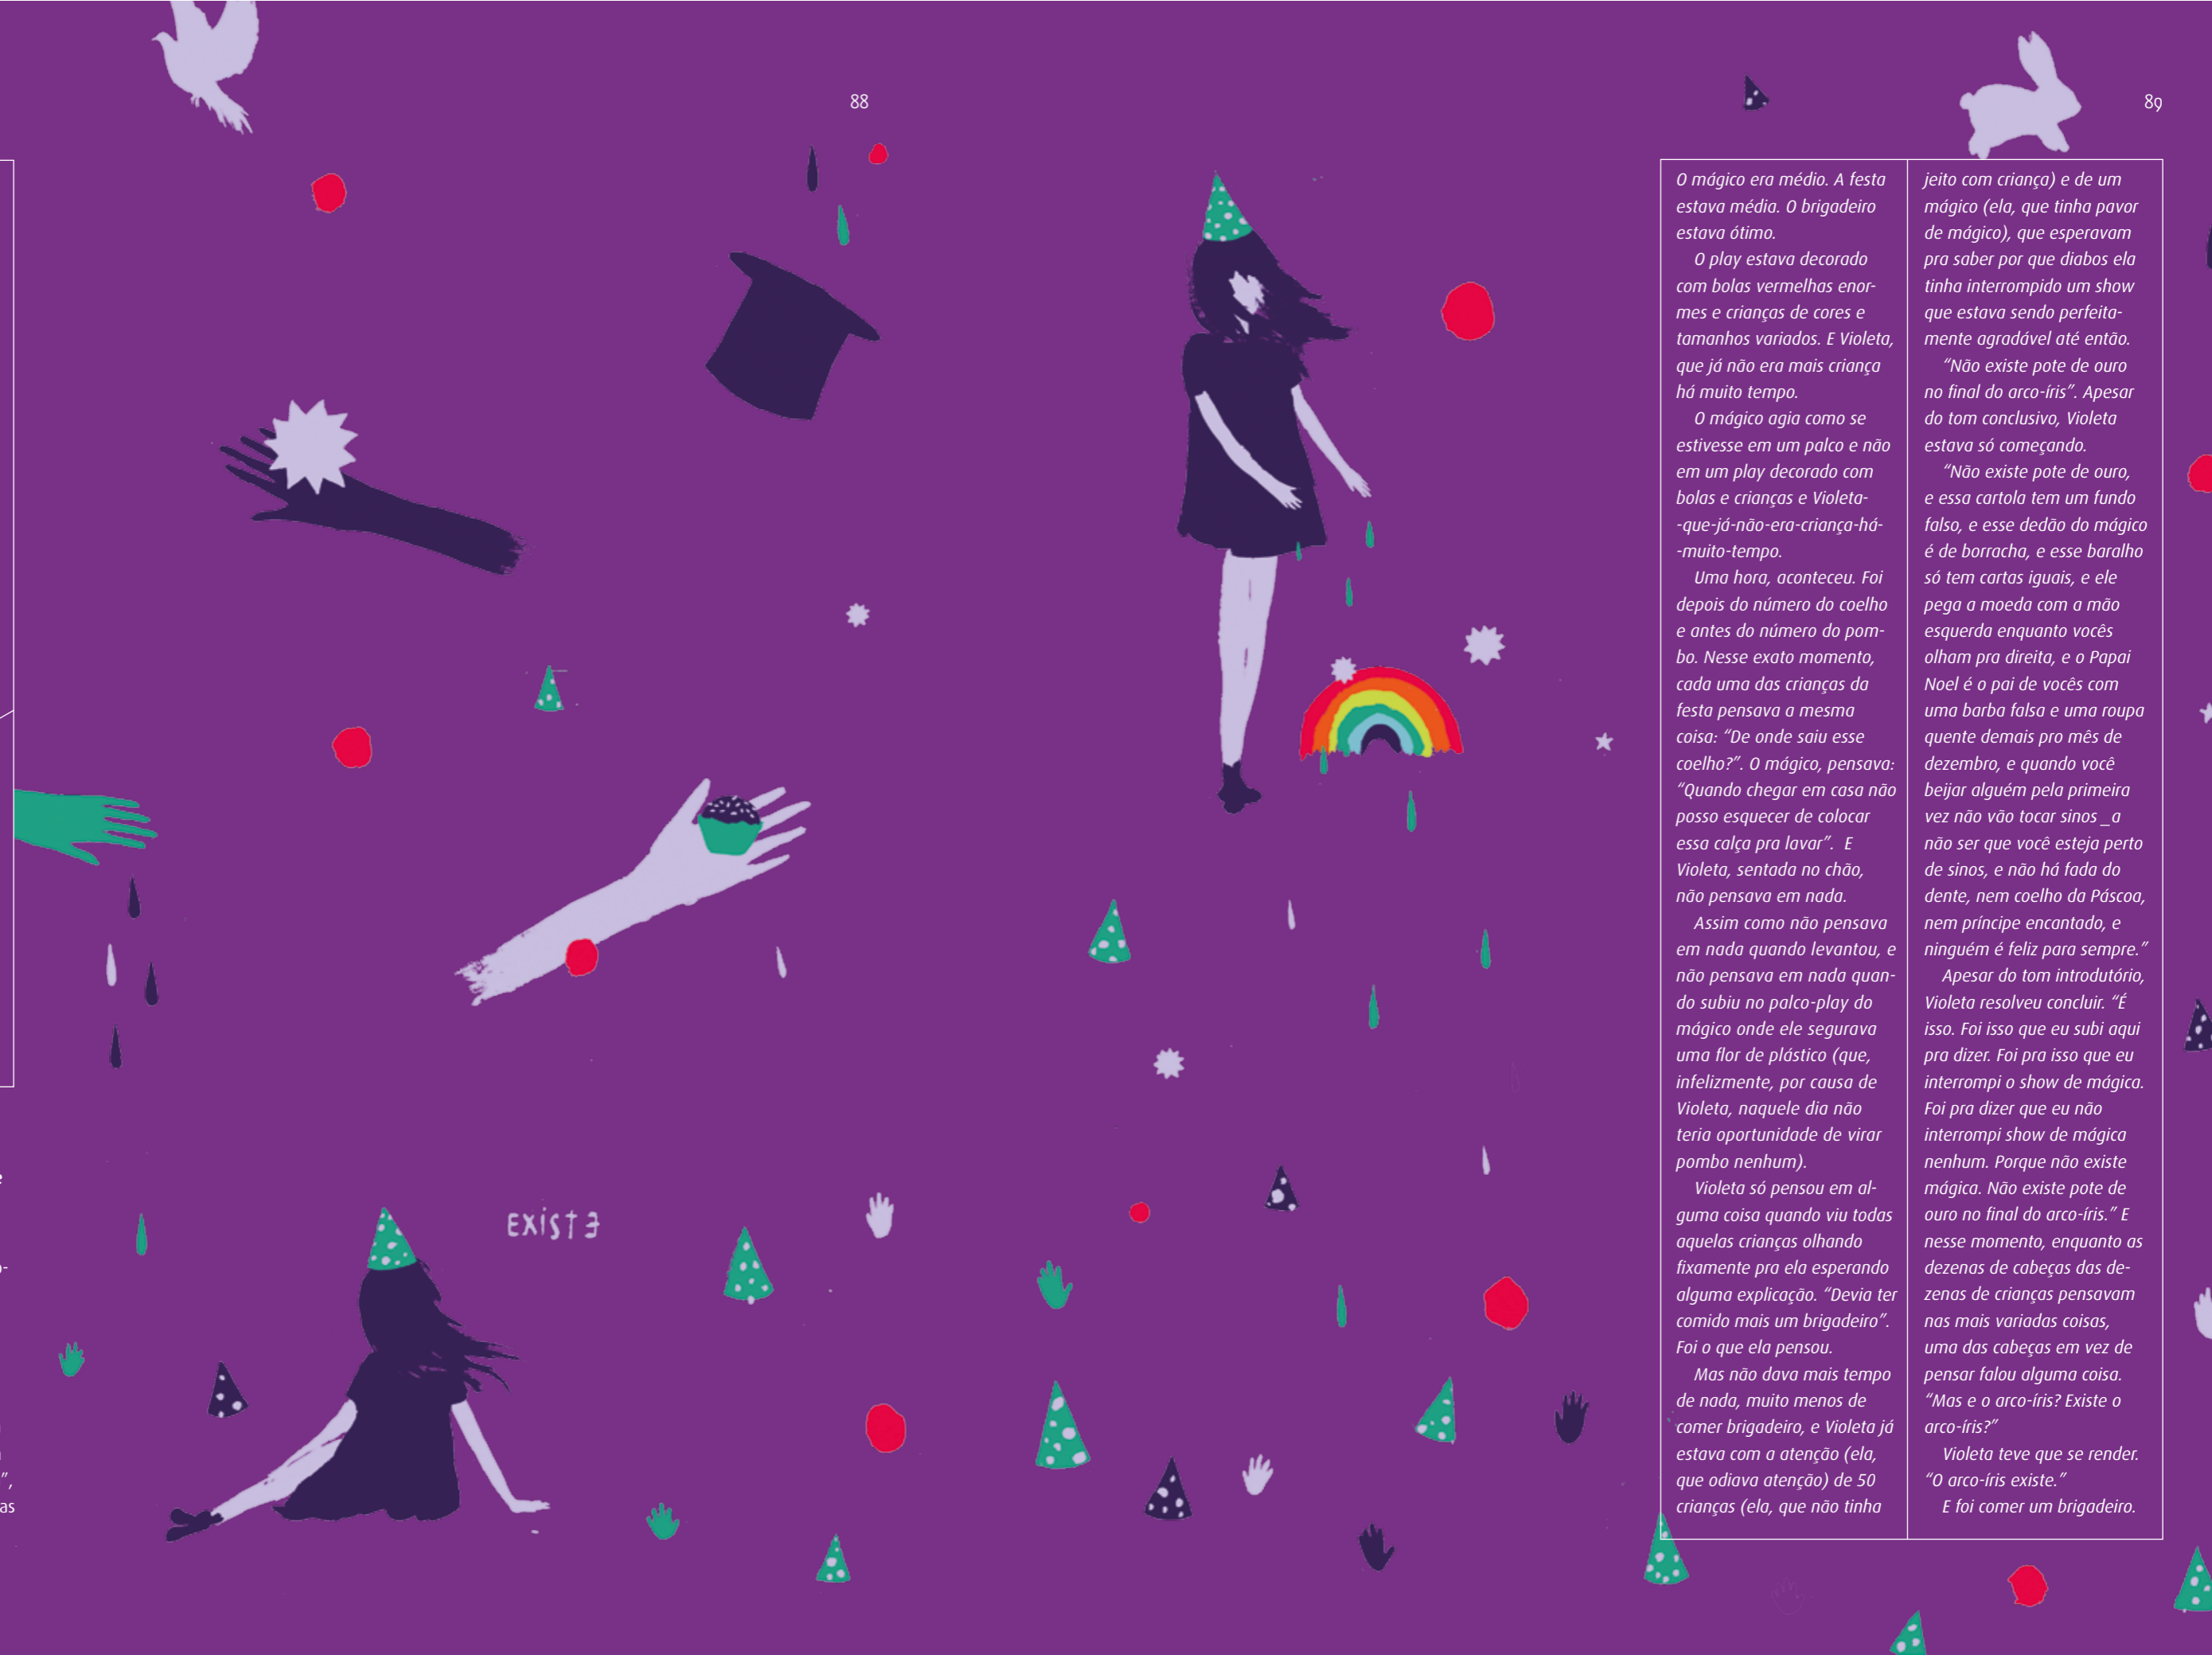 88
89
O mágico era médio. A festa
estava média. O brigadeiro
estava ótimo.
O play estava decorado
com bolas vermelhas enor-
mes e crianças de cores e
tamanhos variados. E Violeta,
que já não era mais criança
há muito tempo.
O mágico agia como se
estivesse em um palco e não
em um play decorado com
bolas e crianças e Violeta-
-que-já-não-era-criança-há-
-muito-tempo.
Uma hora, aconteceu. Foi
depois do número do coelho
e antes do número do pom-
bo. Nesse exato momento,
cada uma das crianças da
festa pensava a mesma
coisa: “De onde saiu esse
coelho?”. O mágico, pensava:
“Quando chegar em casa não
posso esquecer de colocar
essa calça pra lavar”. E
Violeta, sentada no chão,
não pensava em nada.
Assim como não pensava
em nada quando levantou, e
não pensava em nada quan-
do subiu no palco-play do
mágico onde ele segurava
uma flor de plástico (que,
infelizmente, por causa de
Violeta, naquele dia não
teria oportunidade de virar
pombo nenhum).
Violeta só pensou em al-
guma coisa quando viu todas
aquelas crianças olhando
fixamente pra ela esperando
alguma explicação. “Devia ter
comido mais um brigadeiro”.
Foi o que ela pensou.
Mas não dava mais tempo
de nada, muito menos de
comer brigadeiro, e Violeta já
estava com a atenção (ela,
que odiava atenção) de 50
crianças (ela, que não tinha
jeito com criança) e de um
mágico (ela, que tinha pavor
de mágico), que esperavam
pra saber por que diabos ela
tinha interrompido um show
que estava sendo perfeita-
mente agradável até então.
“Não existe pote de ouro
no final do arco-íris”. Apesar
do tom conclusivo, Violeta
estava só começando.
“Não existe pote de ouro,
e essa cartola tem um fundo
falso, e esse dedão do mágico
é de borracha, e esse baralho
só tem cartas iguais, e ele
pega a moeda com a mão
esquerda enquanto vocês
olham pra direita, e o Papai
Noel é o pai de vocês com
uma barba falsa e uma roupa
quente demais pro mês de
dezembro, e quando você
beijar alguém pela primeira
vez não vão tocar sinos _a
não ser que você esteja perto
de sinos, e não há fada do
dente, nem coelho da Páscoa,
nem príncipe encantado, e
ninguém é feliz para sempre.”
Apesar do tom introdutório,
Violeta resolveu concluir. “É
isso. Foi isso que eu subi aqui
pra dizer. Foi pra isso que eu
interrompi o show de mágica.
Foi pra dizer que eu não
interrompi show de mágica
nenhum. Porque não existe
mágica. Não existe pote de
ouro no final do arco-íris.” E
nesse momento, enquanto as
dezenas de cabeças das de-
zenas de crianças pensavam
nas mais variadas coisas,
uma das cabeças em vez de
pensar falou alguma coisa.
“Mas e o arco-íris? Existe o
arco-íris?”
Violeta teve que se render.
“O arco-íris existe.”
E foi comer um brigadeiro.
EXISTE